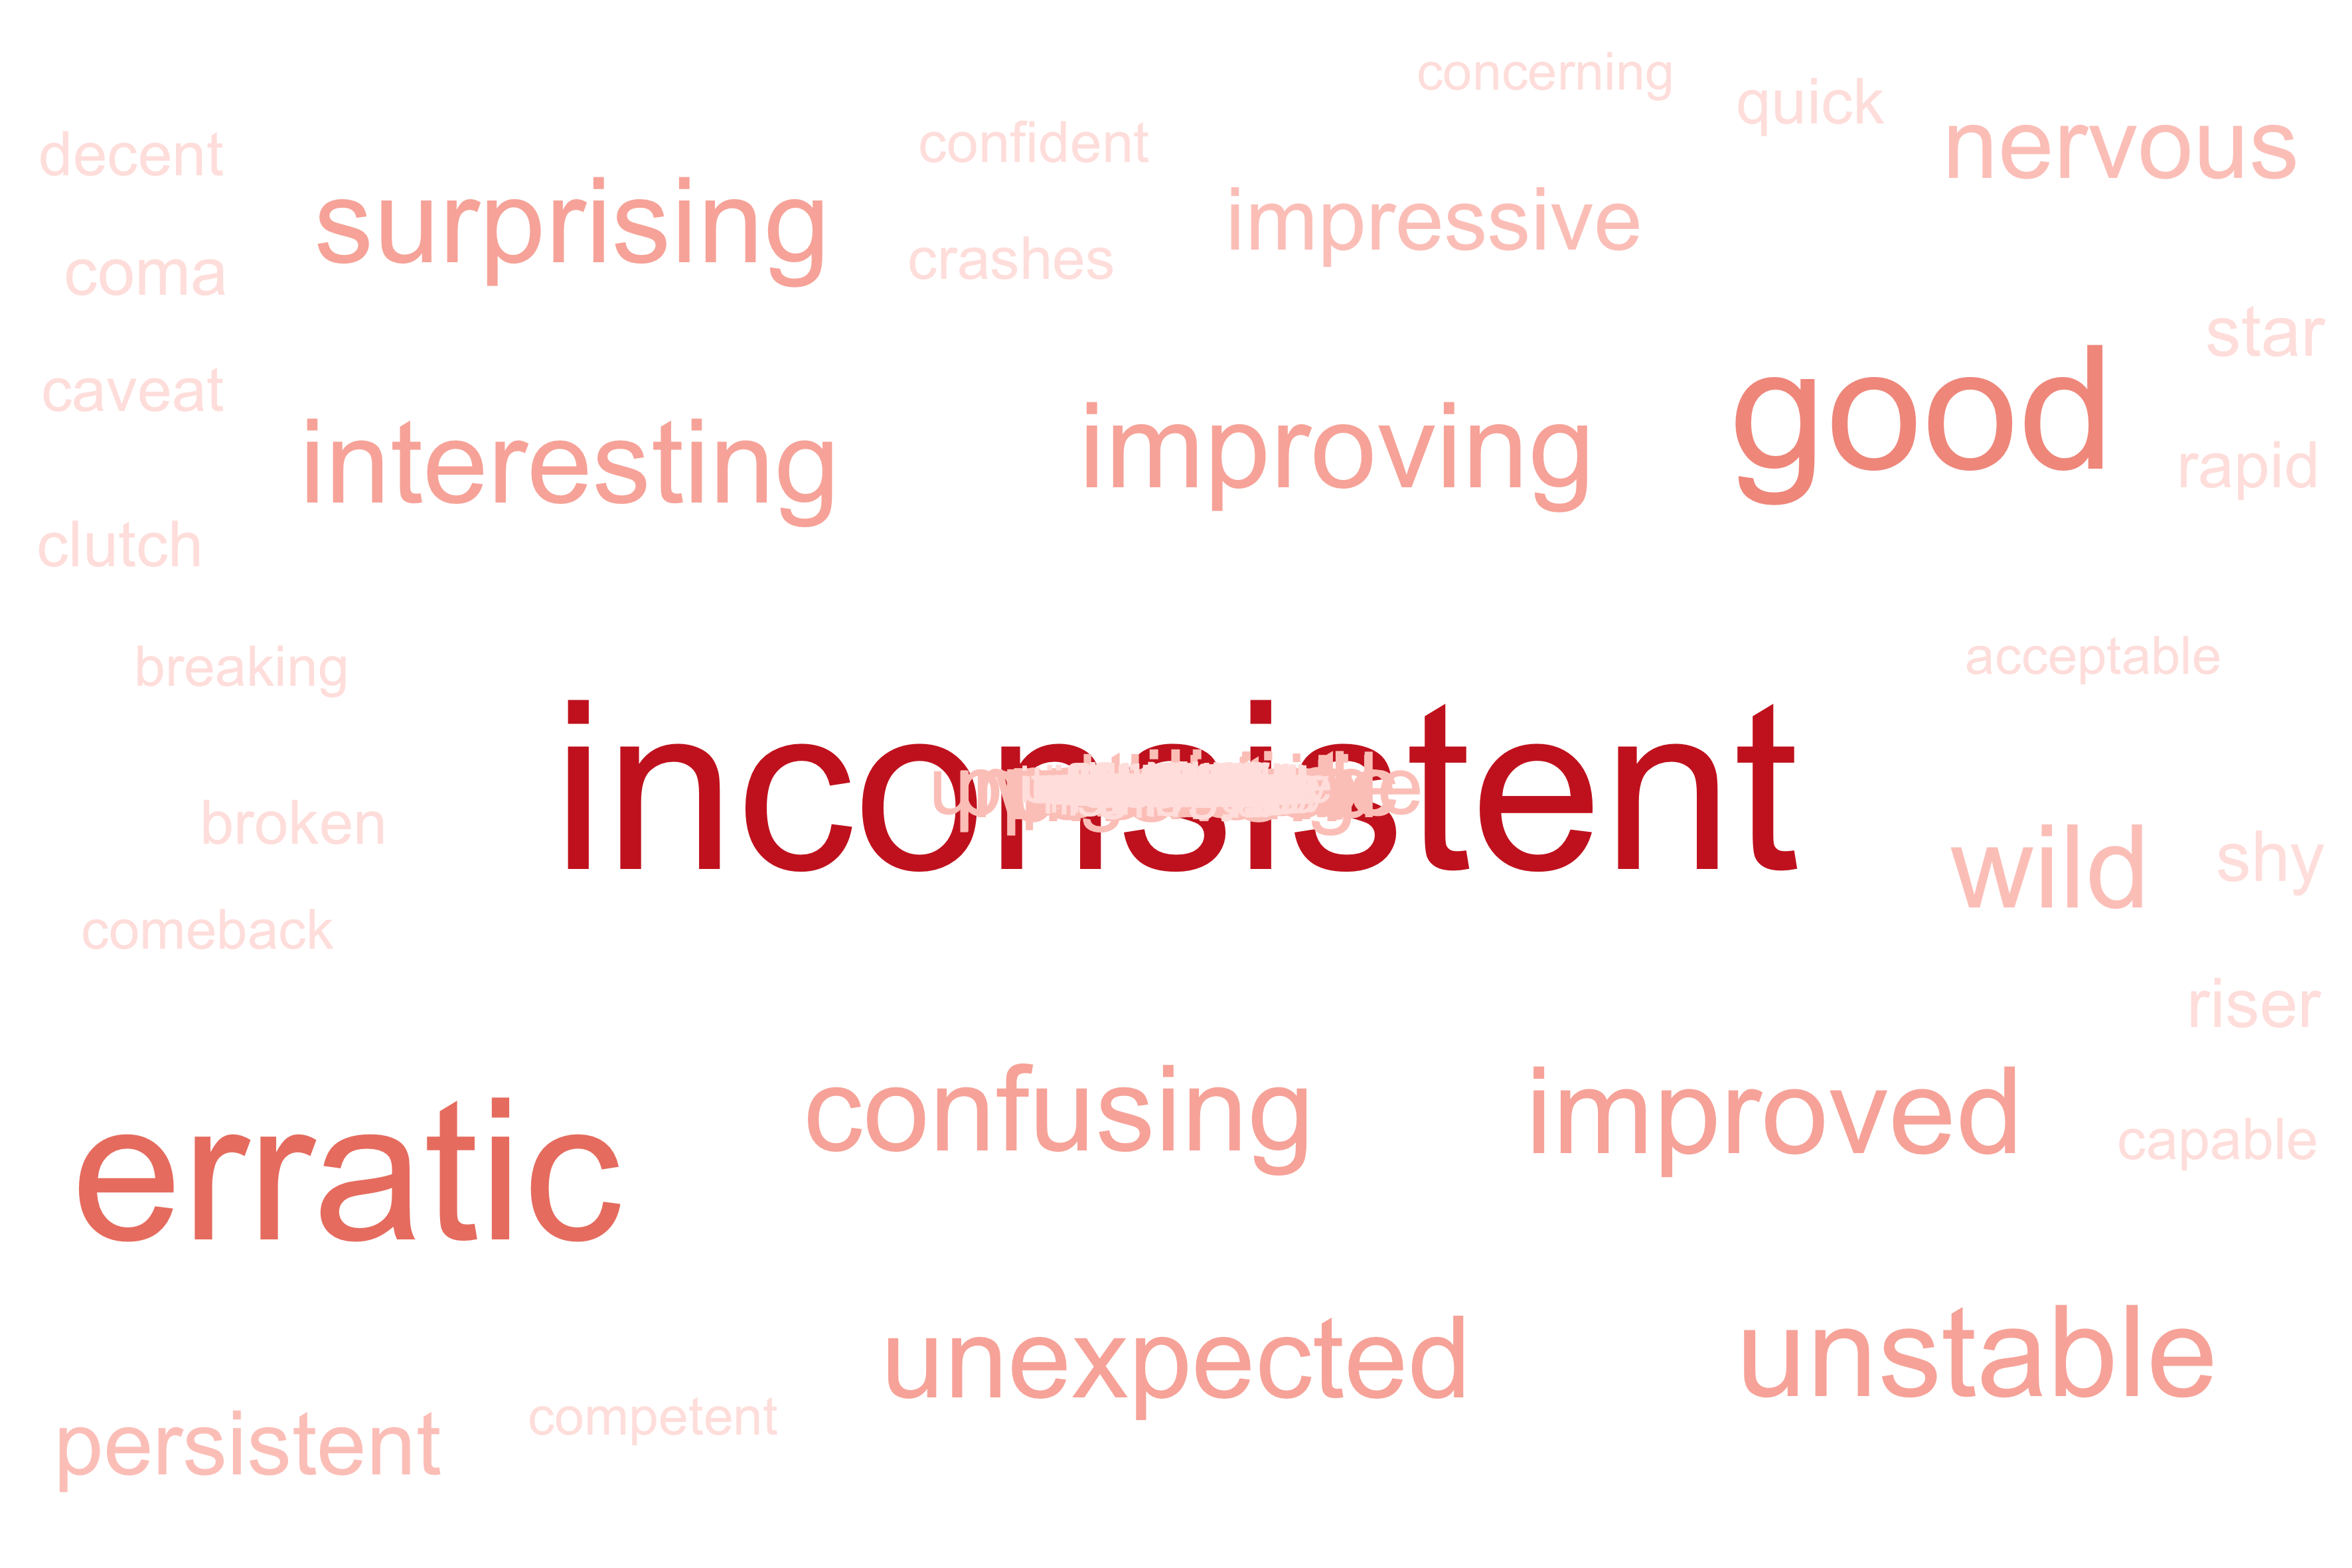 concerning
quick
decent
confident
nervous
surprising
impressive
coma
crashes
star
caveat
interesting
improving
good
rapid
clutch
breaking
acceptable
inconsistent
broken
wild
shy
comeback
riser
erratic
confusing
improved
capable
unexpected
unstable
persistent
competent